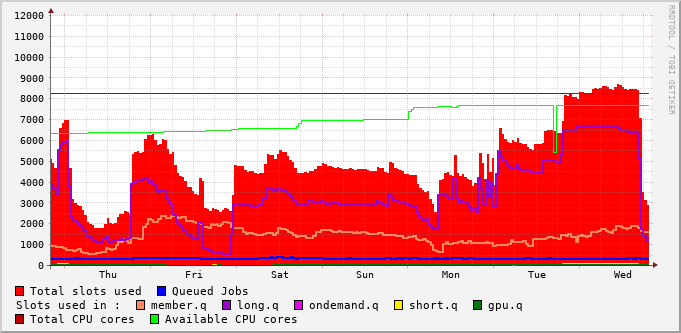 12000
11000
10000
9000
8000
7000
6000
5000
4000
3000
2000
1000
0
Thu Fri Sat Sun Mon Tue Wed
RRDTOOL / TOBI OETIKER
Total slots used Queued Jobs
Slots used in : member.q long.q ondemand.q short.q gpu.q
Total CPU cores Available CPU cores